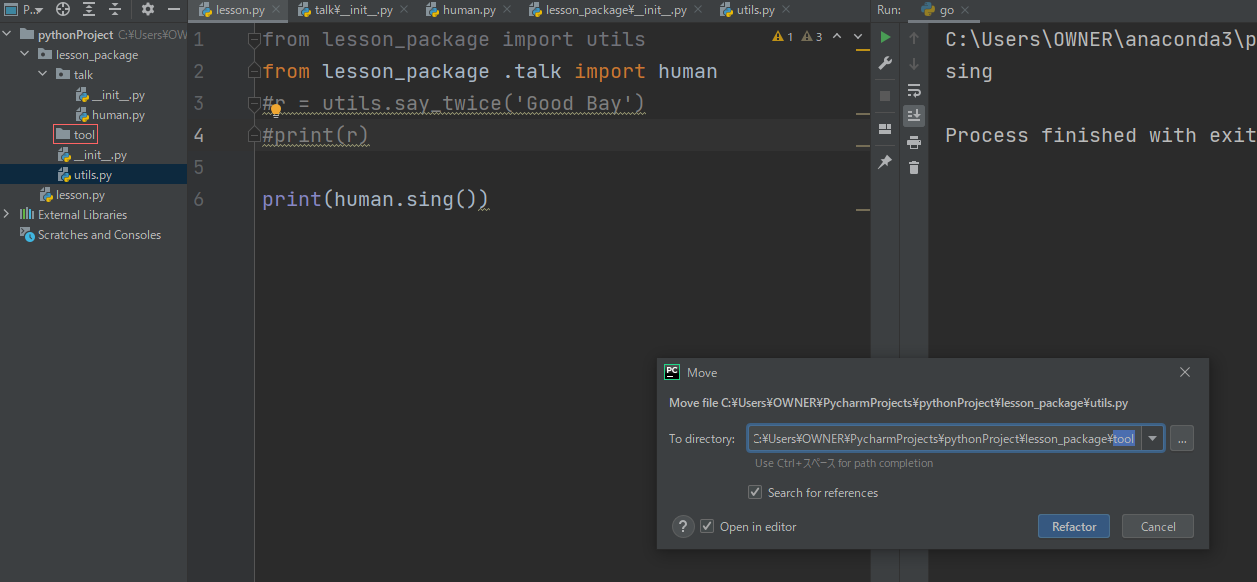 P..
lesson.py
talk¥__init__.py
human.py
lesson_package¥__init__.py
utils.py
Run:
go
pythonProject C:¥Users¥OW
lesson_package
talk
__init__.py
human.py
tool
__init__.py
utils.py
lesson.py
External Libraries
Scratches and Consoles
1 from lesson_package import utils
2 from lesson_package .talk import human
3 #r = utils.say_twice('Good Bay')
4 #print(r)
5
6 print(human.sing())
1 3
C:\Users\OWNER\anaconda3\p
sing
Process finished with exit
PC Move
Move file C:¥Users¥OWNER¥PycharmProjects¥pythonProject¥lesson_package¥utils.py
To directory: C:¥Users¥OWNER¥PycharmProjects¥pythonProject¥lesson_package¥tool ...
Use Ctrl+スペース for path completion
Search for references
? Open in editor
Refactor
Cancel